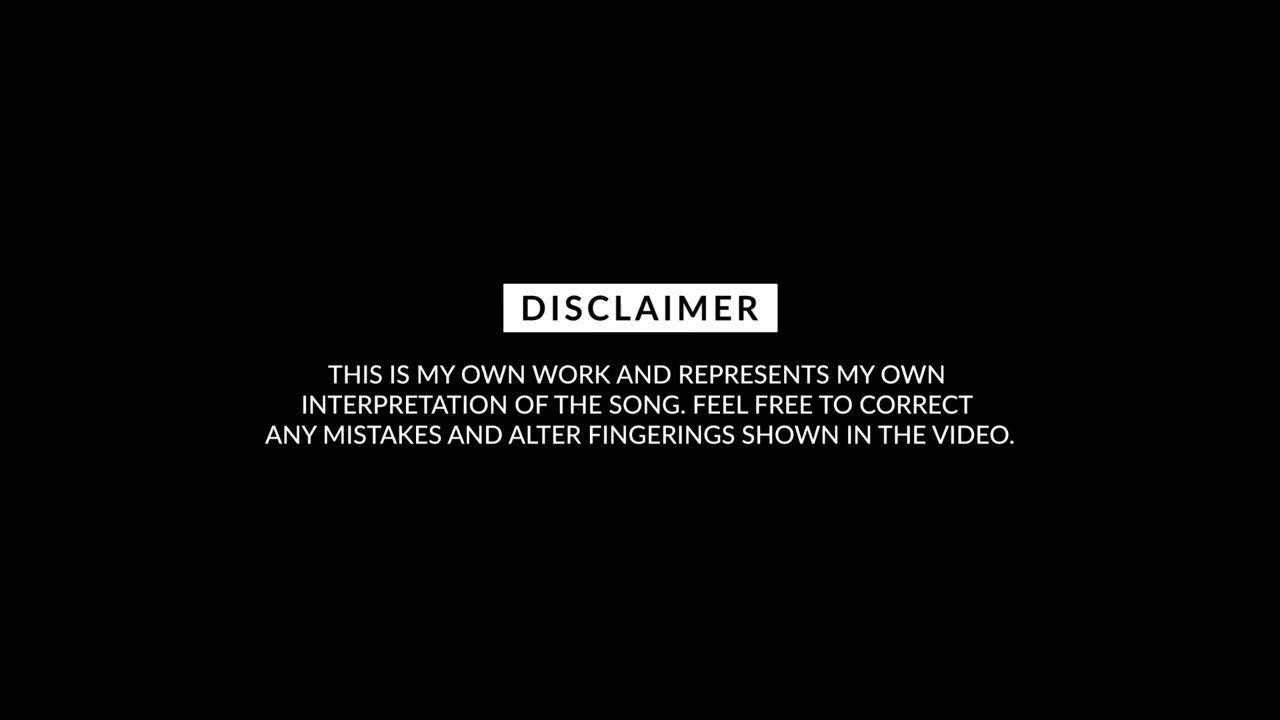 DISCLAIMER
THIS IS MY OWN WORK AND REPRESENTS MY OWN
INTERPRETATION OF THE SONG. FEEL FREE TO CORRECT
ANY MISTAKES AND ALTER FINGERINGS SHOWN IN THE VIDEO.